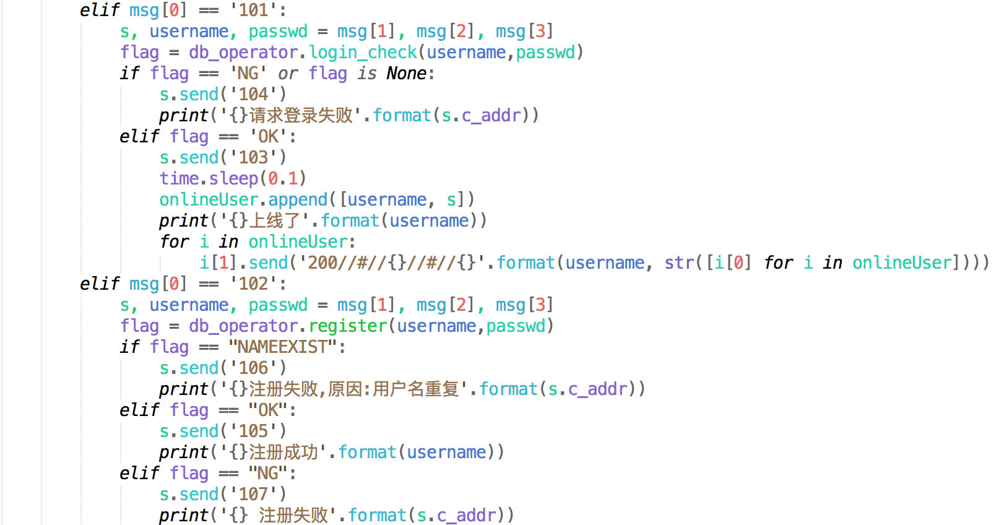 elif msg[0] == '101':
s, username, passwd = msg[1], msg[2], msg[3]
flag = db_operator.login_check(username,passwd)
if flag == 'NG' or flag is None:
s.send('104')
print('{}请求登录失败'.format(s.c_addr))
elif flag == 'OK':
s.send('103')
time.sleep(0.1)
onlineUser.append([username, s])
print('{}上线了'.format(username))
for i in onlineUser:
i[1].send('200//#//{}//#//{}'.format(username, str([i[0] for i in onlineUser])))
elif msg[0] == '102':
s, username, passwd = msg[1], msg[2], msg[3]
flag = db_operator.register(username,passwd)
if flag == "NAMEEXIST":
s.send('106')
print('{}注册失败,原因:用户名重复'.format(s.c_addr))
elif flag == "OK":
s.send('105')
print('{}注册成功'.format(username))
elif flag == "NG":
s.send('107')
print('{} 注册失败'.format(s.c_addr))